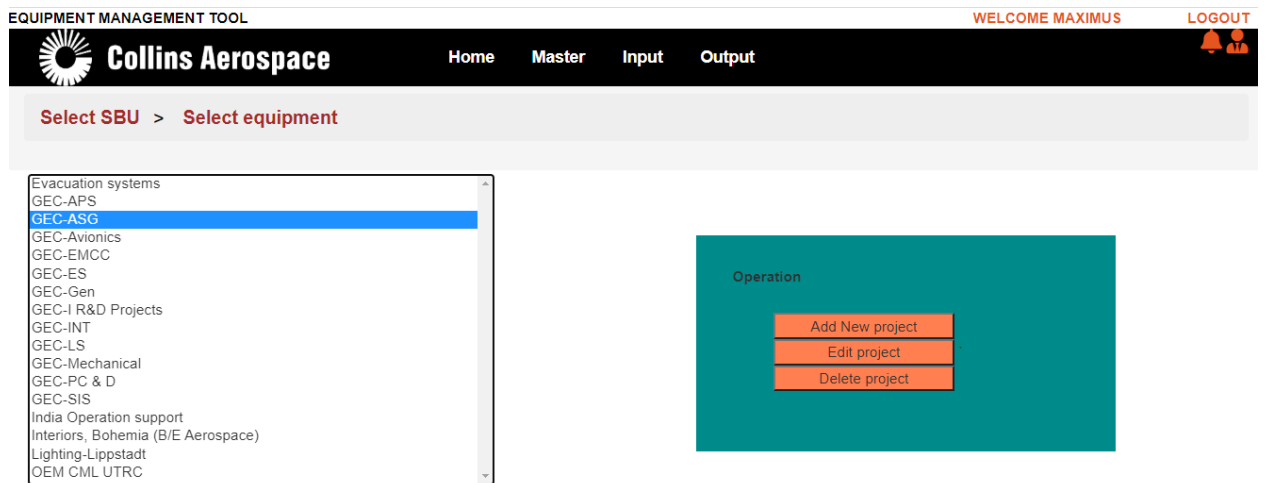 EQUIPMENT MANAGEMENT TOOL
WELCOME MAXIMUS
LOGOUT
Collins Aerospace
Home Master Input Output
Select SBU > Select equipment
Evacuation systems
GEC-APS
GEC-ASG
GEC-Avionics
GEC-EMCC
GEC-ES
GEC-Gen
GEC-I R&D Projects
GEC-INT
GEC-LS
GEC-Mechanical
GEC-PC & D
GEC-SIS
India Operation support
Interiors, Bohemia (B/E Aerospace)
Lighting-Lippstadt
OEM CML UTRC
Operation
Add New project
Edit project
Delete project